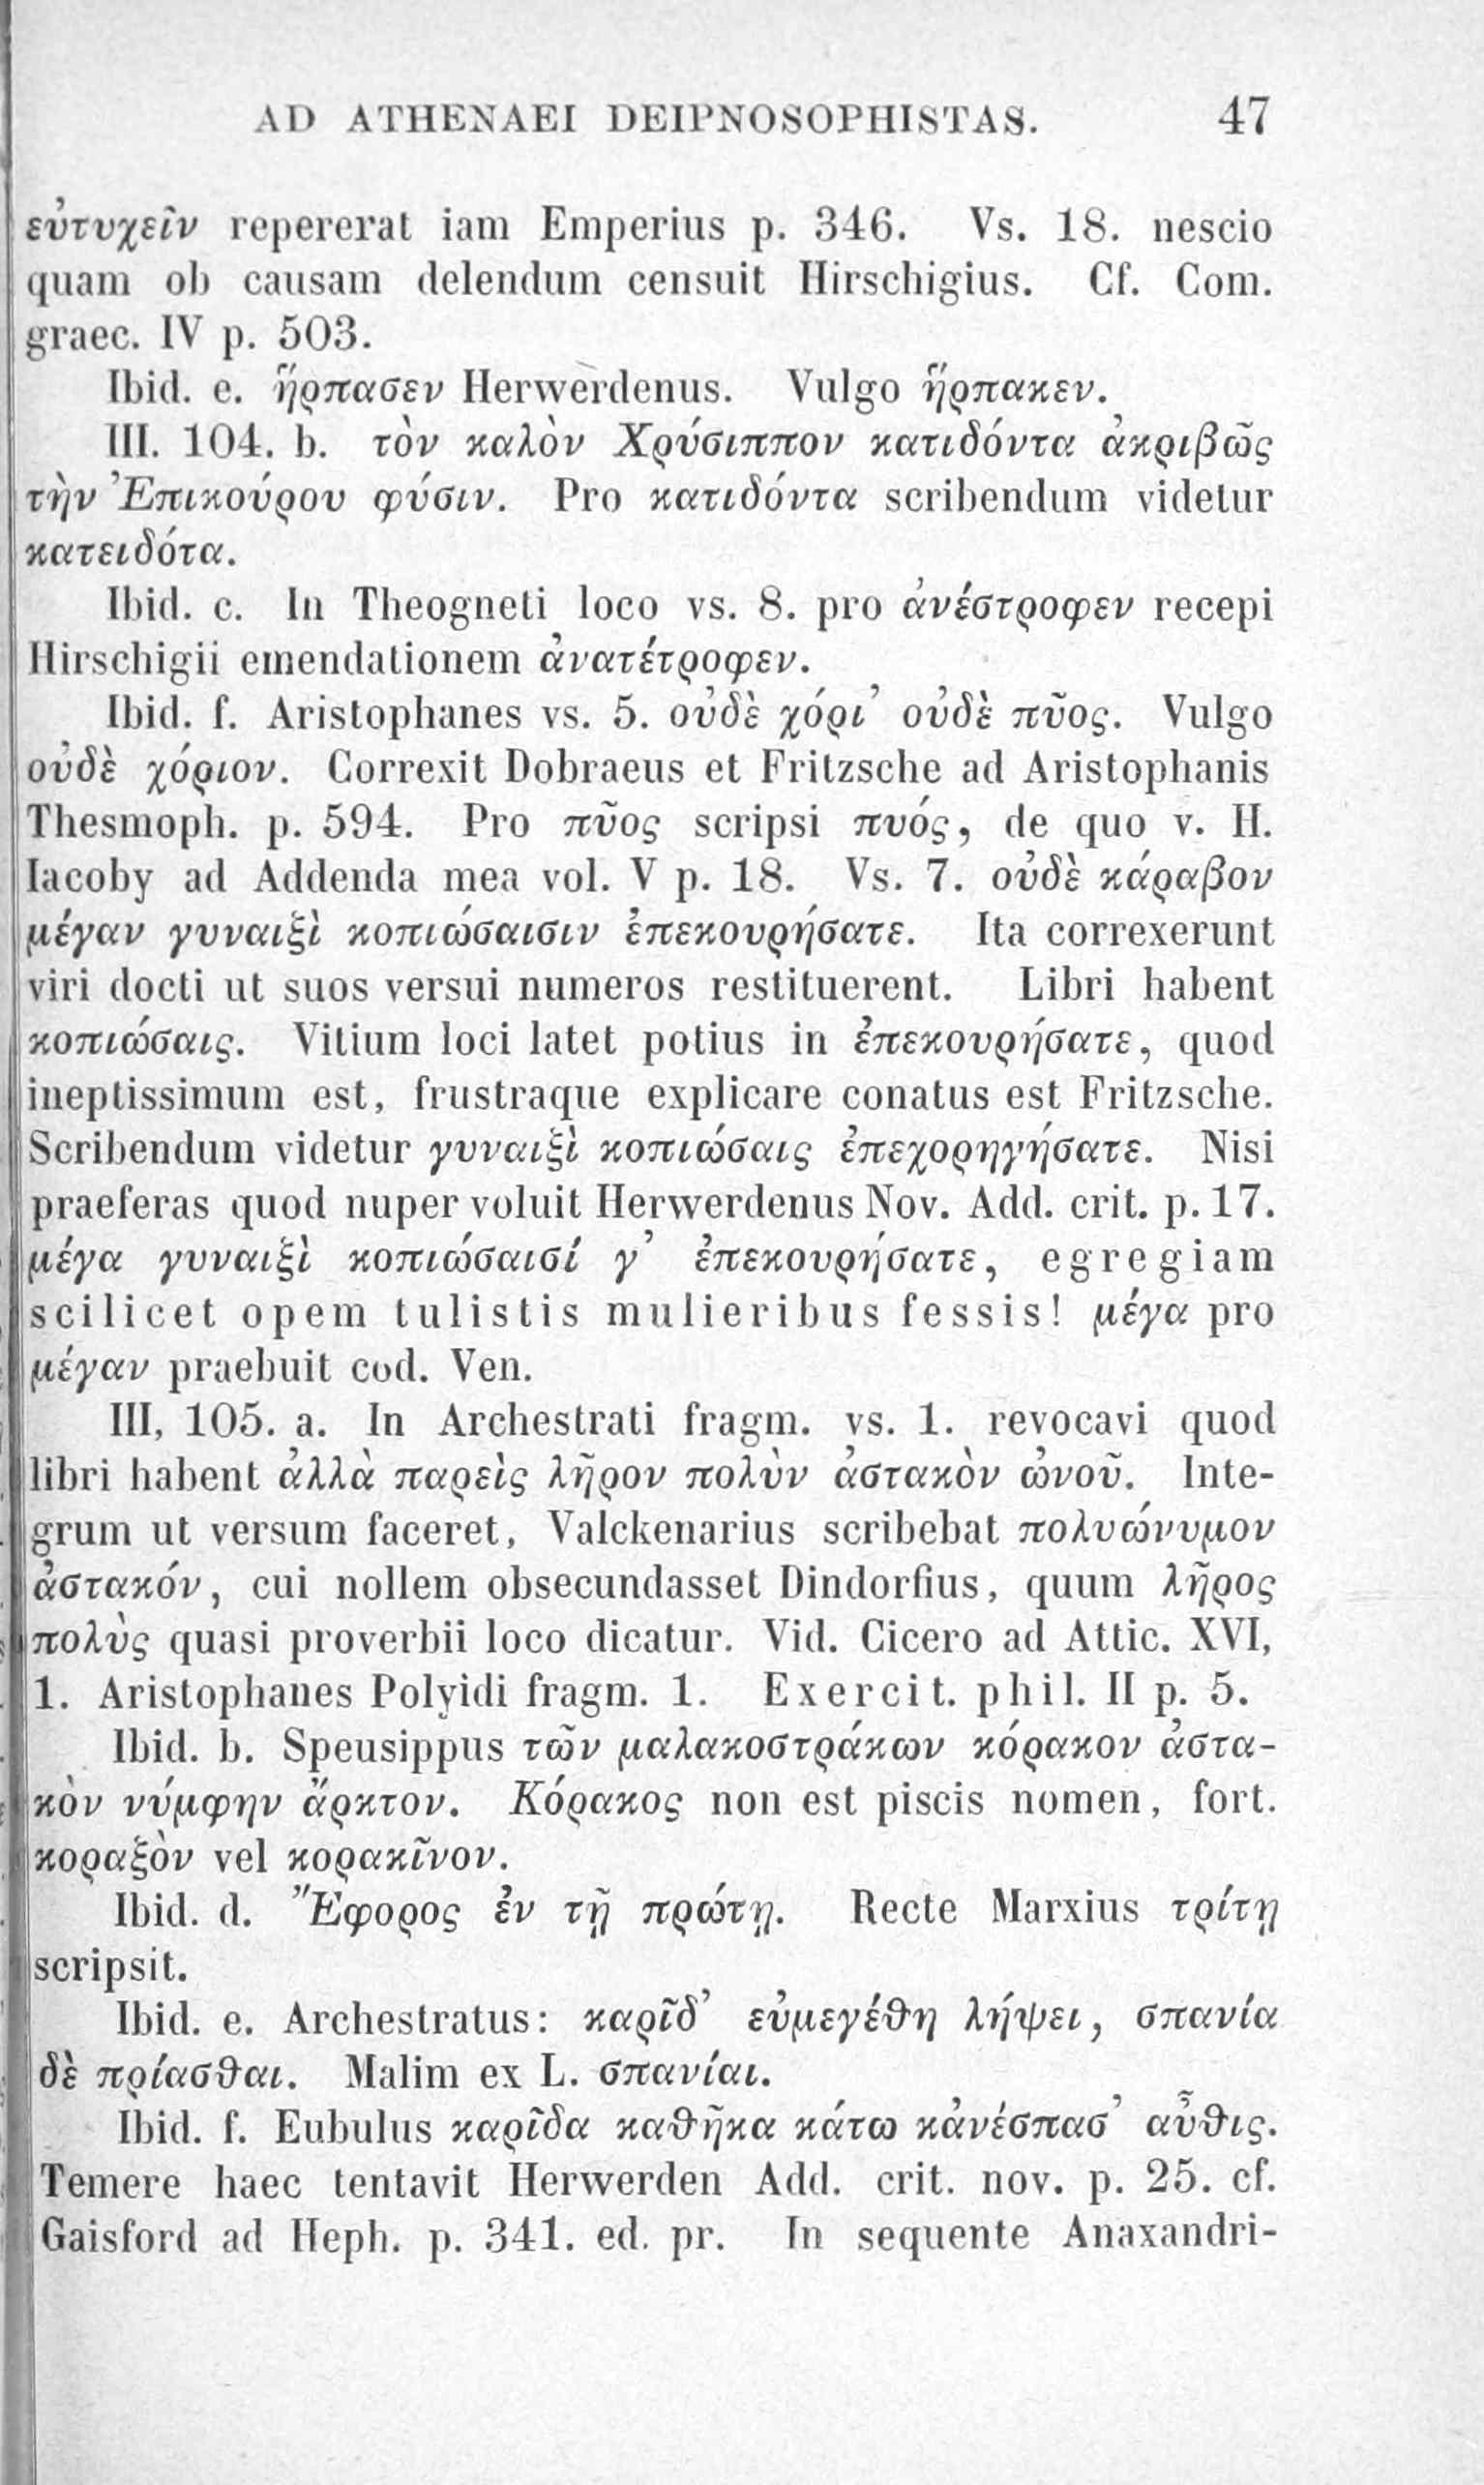 AD ATHENAEI DEIPNOSOPHISTAS. 47
εὐτυχεῖν repererat iam Emperius p. 346. Vs. 18. nescio
quam ob causam delendum censuit Hirschigius. Cf. Com.
graec. IV p. 503.
Ibid. e. ἥρπασεν Herwerdenus. Vulgo ἥρπακεν.
III. 104. b. τὸν καλὸν Χρύσιππον κατιδόντα ἀκριβῶς
τὴν Ἐπικούρου φύσιν. Pro κατιδόντα scribendum videtur
κατειδότα.
Ibid. c. In Theogneti loco vs. 8. pro ἀνέστροφεν recepi
Hirschigii emendationem ἀνατέτροφεν.
Ibid. f. Aristophanes vs. 5. οὐδὲ χόρι’ οὐδὲ πῦος. Vulgo
οὐδὲ χόριον. Correxit Dobraeus et Fritzsche ad Aristophanis
Thesmoph. p. 594. Pro πῦος scripsi πυός, de quo v. H.
Iacoby ad Addenda mea vol. V p. 18. Vs. 7. οὐδὲ κάραβον
μέγαν γυναιξὶ κοπιώσαισιν ἐπεκουρήσατε. Ita correxerunt
viri docti ut suos versui numeros restituerent. Libri habent
κοπιώσαις. Vitium loci latet potius in ἐπεκουρήσατε, quod
ineptissimum est, frustraque explicare conatus est Fritzsche.
Scribendum videtur γυναιξὶ κοπιώσαις ἐπεχορηγήσατε. Nisi
praeferas quod nuper voluit Herwerdenus Nov. Add. crit. p. 17.
μέγα γυναιξὶ κοπιώσαισί γ’ ἐπεκουρήσατε, egregiam
scilicet opem tulistis mulieribus fessis! μέγα pro
μέγαν praebuit cod. Ven.
III, 105. a. In Archestrati fragm. vs. 1. revocavi quod
libri habent ἀλλὰ παρεὶς λῆρον πολὺν ἀστακὸν ὠνοῦ. Inte-
grum ut versum faceret, Valckenarius scribebat πολυώνυμον
ἀστακόν, cui nollem obsecundasset Dindorfius, quum λῆρος
πολὺς quasi proverbii loco dicatur. Vid. Cicero ad Attic. XVI,
1. Aristophanes Polyidi fragm. 1. Exercit. phil. II p. 5.
Ibid. b. Speusippus τῶν μαλακοστράκων κόρακον ἀστα-
κὸν νύμφην ἄρκτον. Κόρακος non est piscis nomen, fort.
κοραξὸν vel κορακῖνον.
Ibid. d. Ἔφορος ἐν τῇ πρώτῃ. Recte Marxius τρίτῃ
scripsit.
Ibid. e. Archestratus: καρῖδ’ εὐμεγέθη λήψει, σπανία
δὲ πρίασθαι. Malim ex L. σπανίαι.
Ibid. f. Eubulus καρῖδα καθῆκα κάτω κἀνέσπασ’ αὖθις.
Temere haec tentavit Herwerden Add. crit. nov. p. 25. cf.
Gaisford ad Heph. p. 341. ed. pr. In sequente Anaxandri-